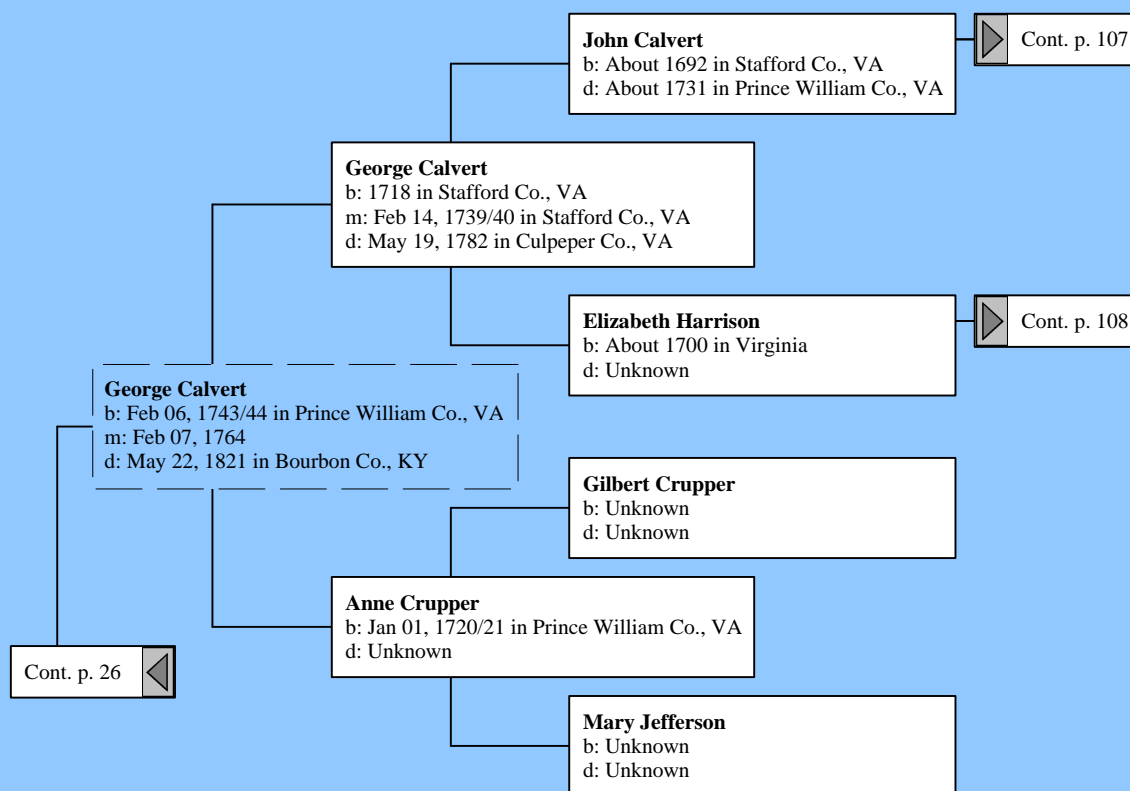 John Calvert
b: About 1692 in Stafford Co., VA
d: About 1731 in Prince William Co., VA
Cont. p. 107
George Calvert
b: 1718 in Stafford Co., VA
m: Feb 14, 1739/40 in Stafford Co., VA
d: May 19, 1782 in Culpeper Co., VA
Elizabeth Harrison
b: About 1700 in Virginia
d: Unknown
Cont. p. 108
George Calvert
b: Feb 06, 1743/44 in Prince William Co., VA
m: Feb 07, 1764
d: May 22, 1821 in Bourbon Co., KY
Gilbert Crupper
b: Unknown
d: Unknown
Anne Crupper
b: Jan 01, 1720/21 in Prince William Co., VA
d: Unknown
Cont. p. 26
Mary Jefferson
b: Unknown
d: Unknown